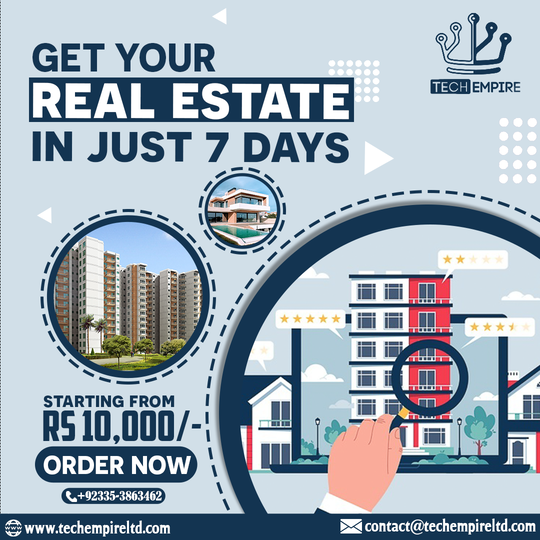 GET YOUR
REAL ESTATE
IN JUST 7 DAYS
TECH EMPIRE
STARTING FROM
RS 10,000/-
ORDER NOW
+92335-3863462
www.techempireltd.com
contact@techempireltd.com